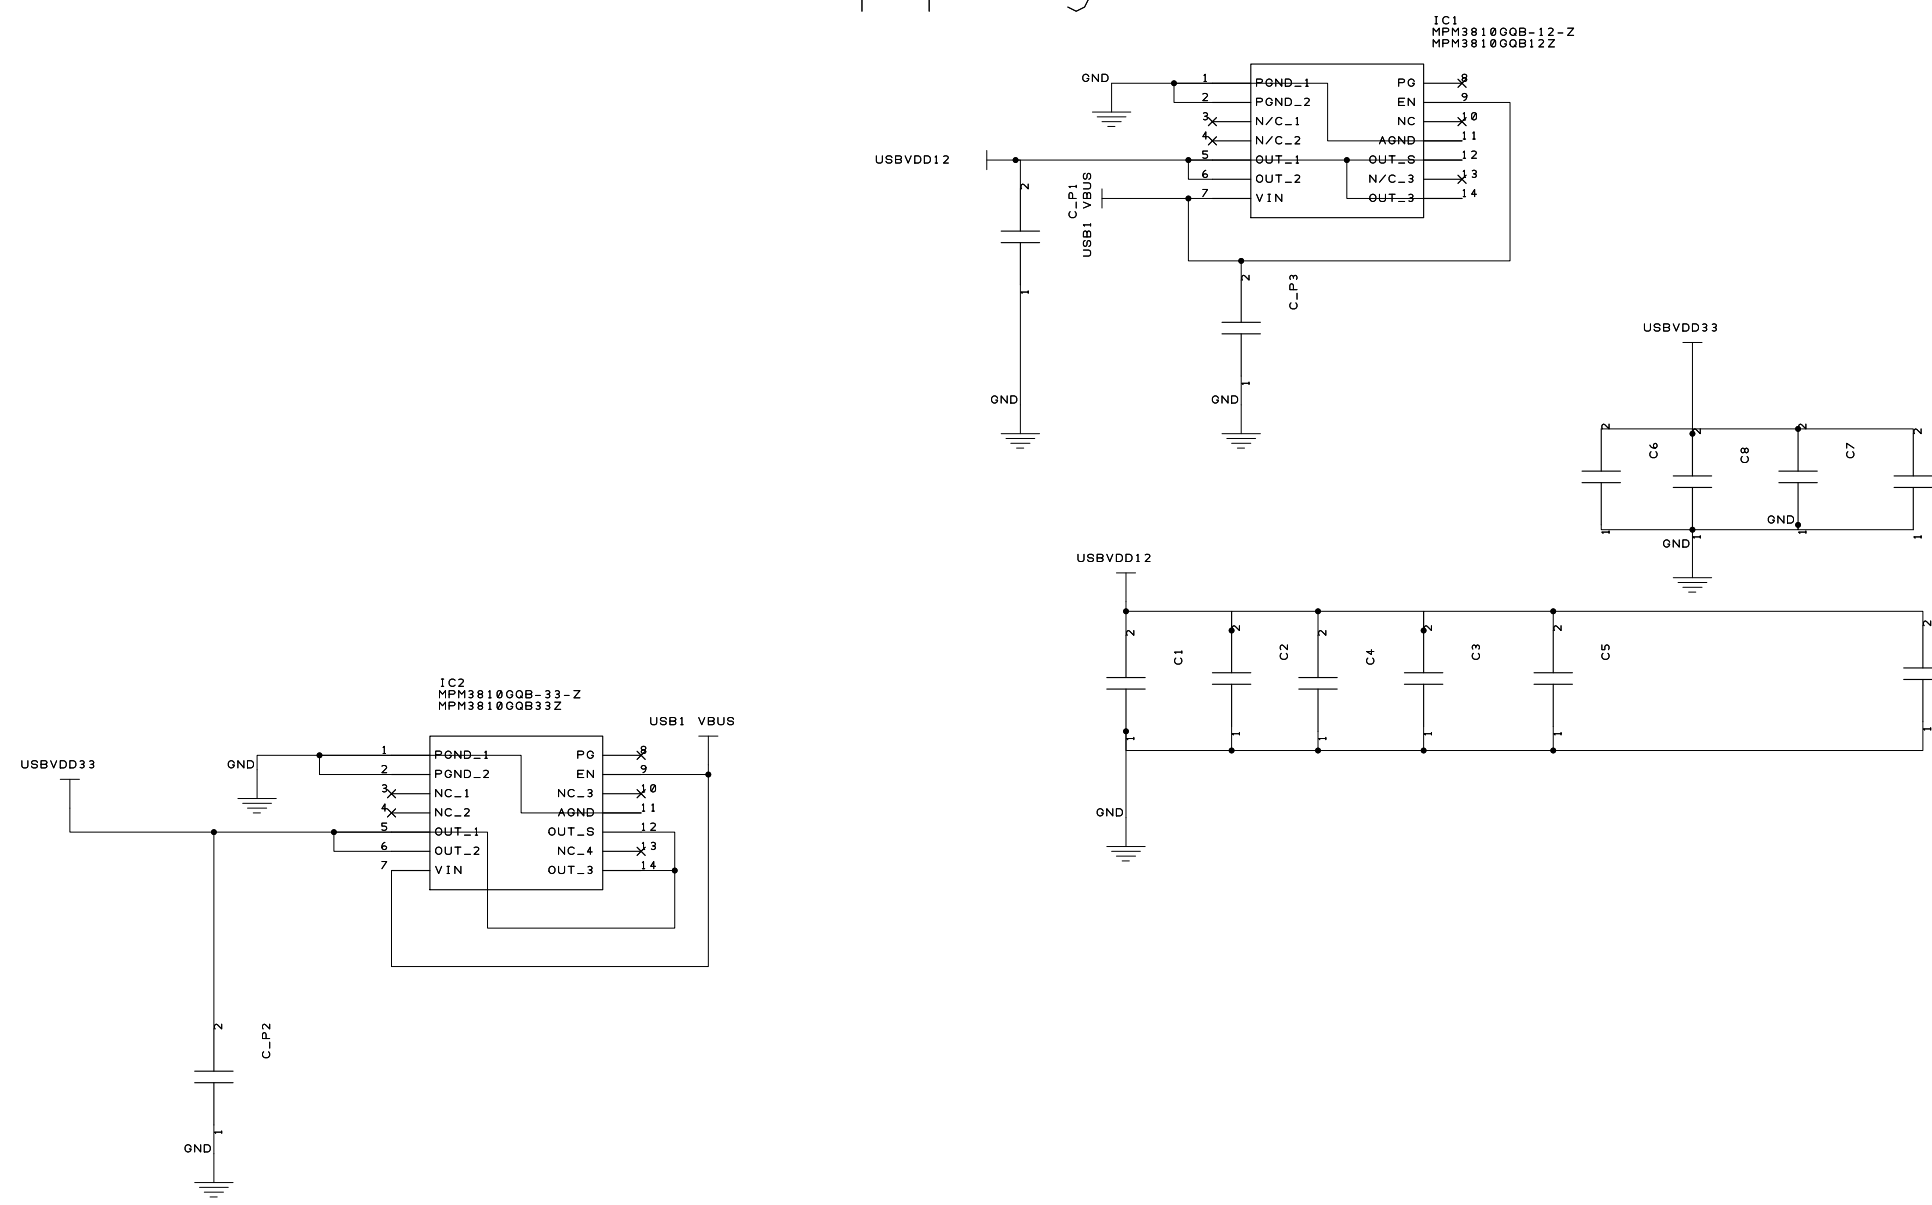 IC1
MPM3810GQB-12-Z
MPM3810GQB12Z
GND
1 PGND_1 PG 8
2 PGND_2 EN 9
3 N/C_1 NC 10
4 N/C_2 AGND 11
USBVDD12
5 OUT_1 OUT_S 12
6 OUT_2 N/C_3 13
7 VIN OUT_3 14
2
C_P1
USB1 VBUS
1
GND
2
C_P3
1
GND
USBVDD33
2 2 2 2
C6 C8 C7
GND
1 1 1 1
GND
USBVDD12
2 2 2 2 2 2
C1 C2 C4 C3 C5
1 1 1 1 1 1
GND
IC2
MPM3810GQB-33-Z
MPM3810GQB33Z
USB1 VBUS
USBVDD33
GND
1 PGND_1 PG 8
2 PGND_2 EN 9
3 NC_1 NC_3 10
4 NC_2 AGND 11
5 OUT_1 OUT_S 12
6 OUT_2 NC_4 13
7 VIN OUT_3 14
2
C_P2
1
GND